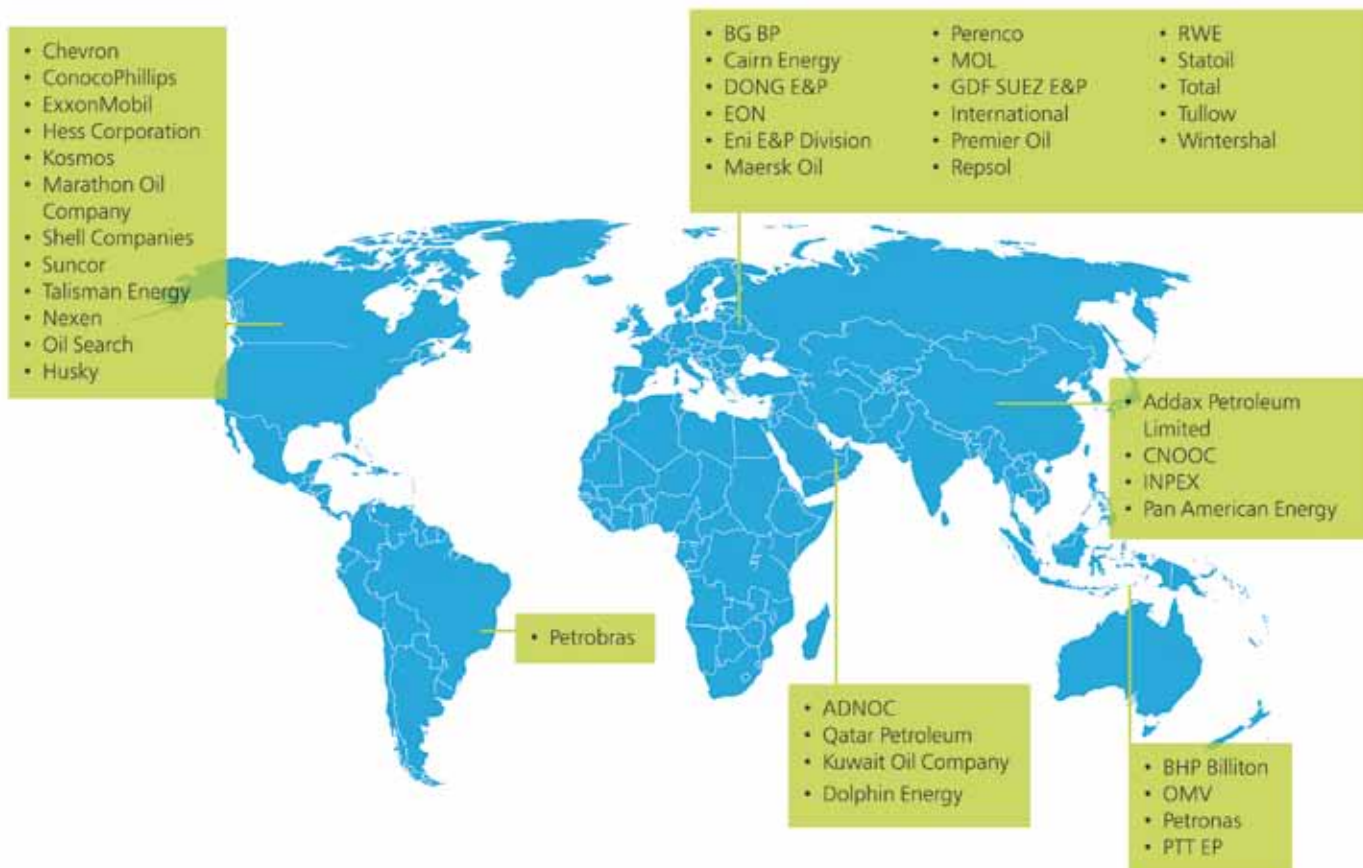 • Chevron
• ConocoPhillips
• ExxonMobil
• Hess Corporation
• Kosmos
• Marathon Oil
Company
• Shell Companies
• Suncor
• Talisman Energy
• Nexen
• Oil Search
• Husky
• BG BP
• Cairn Energy
• DONG E&P
• EON
• Eni E&P Division
• Maersk Oil
• Perenco
• MOL
• GDF SUEZ E&P
• International
• Premier Oil
• Repsol
• RWE
• Statoil
• Total
• Tullow
• Wintershal
• Addax Petroleum
Limited
• CNOOC
• INPEX
• Pan American Energy
• Petrobras
• ADNOC
• Qatar Petroleum
• Kuwait Oil Company
• Dolphin Energy
• BHP Billiton
• OMV
• Petronas
• PTT EP